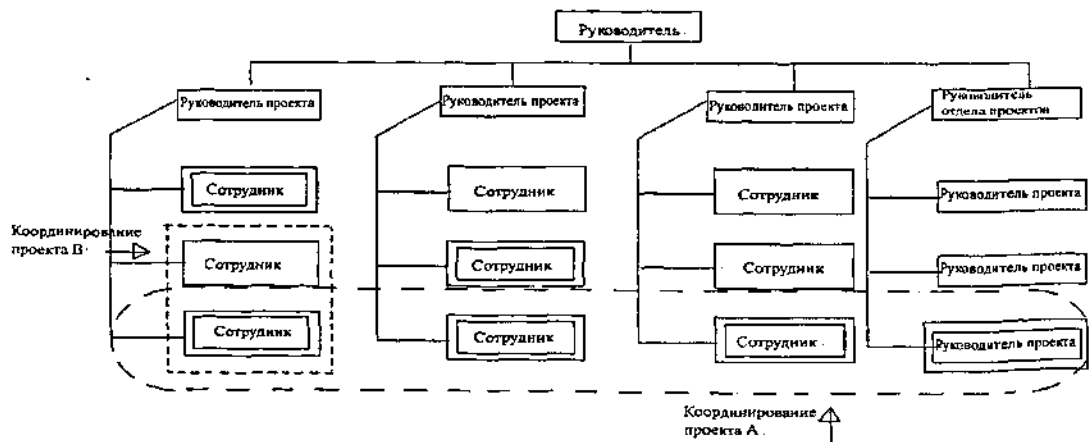 Руководитель
Руководитель проекта
Руководитель проекта
Руководитель проекта
Руководитель
отдела проектов
Сотрудник
Сотрудник
Сотрудник
Руководитель проекта
Координирование
проекта В
Сотрудник
Сотрудник
Сотрудник
Руководитель проекта
Сотрудник
Сотрудник
Сотрудник
Руководитель проекта
Координирование
проекта А